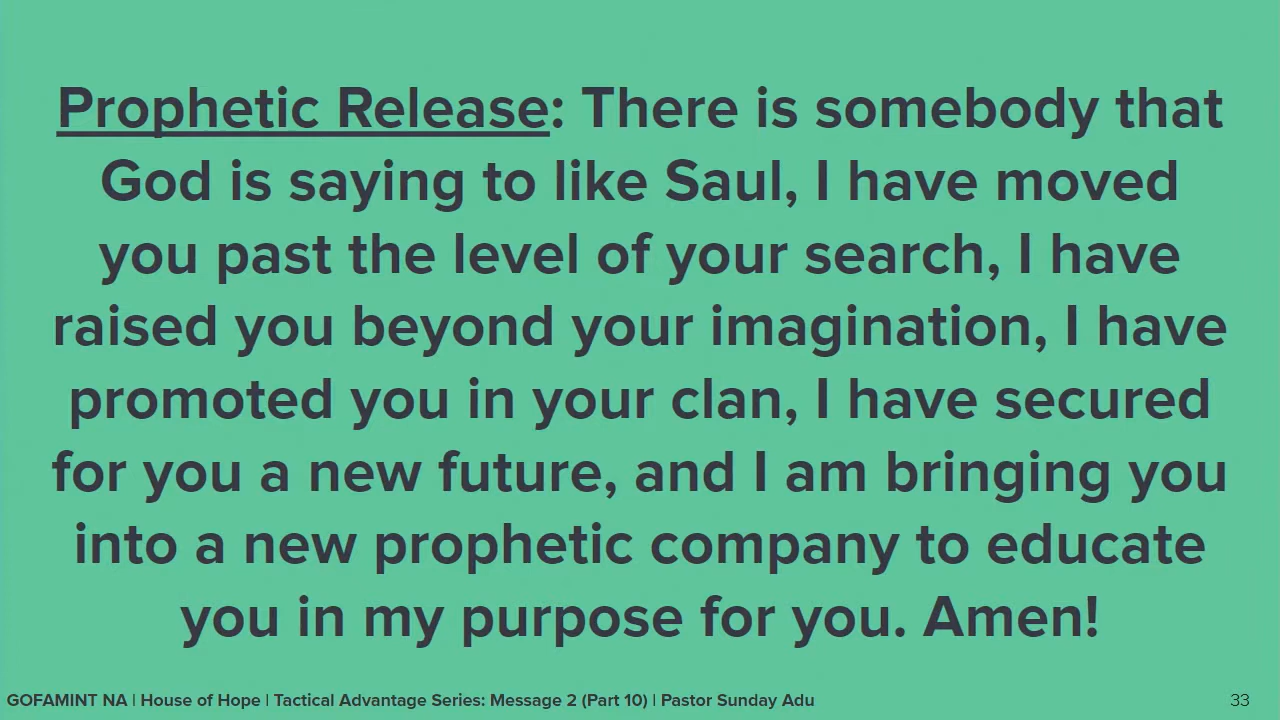 Prophetic Release: There is somebody that
God is saying to like Saul, I have moved
you past the level of your search, I have
raised you beyond your imagination, I have
promoted you in your clan, I have secured
for you a new future, and I am bringing you
into a new prophetic company to educate
you in my purpose for you. Amen!
GOFAMINT NA | House of Hope | Tactical Advantage Series: Message 2 (Part 10) | Pastor Sunday Adu
33